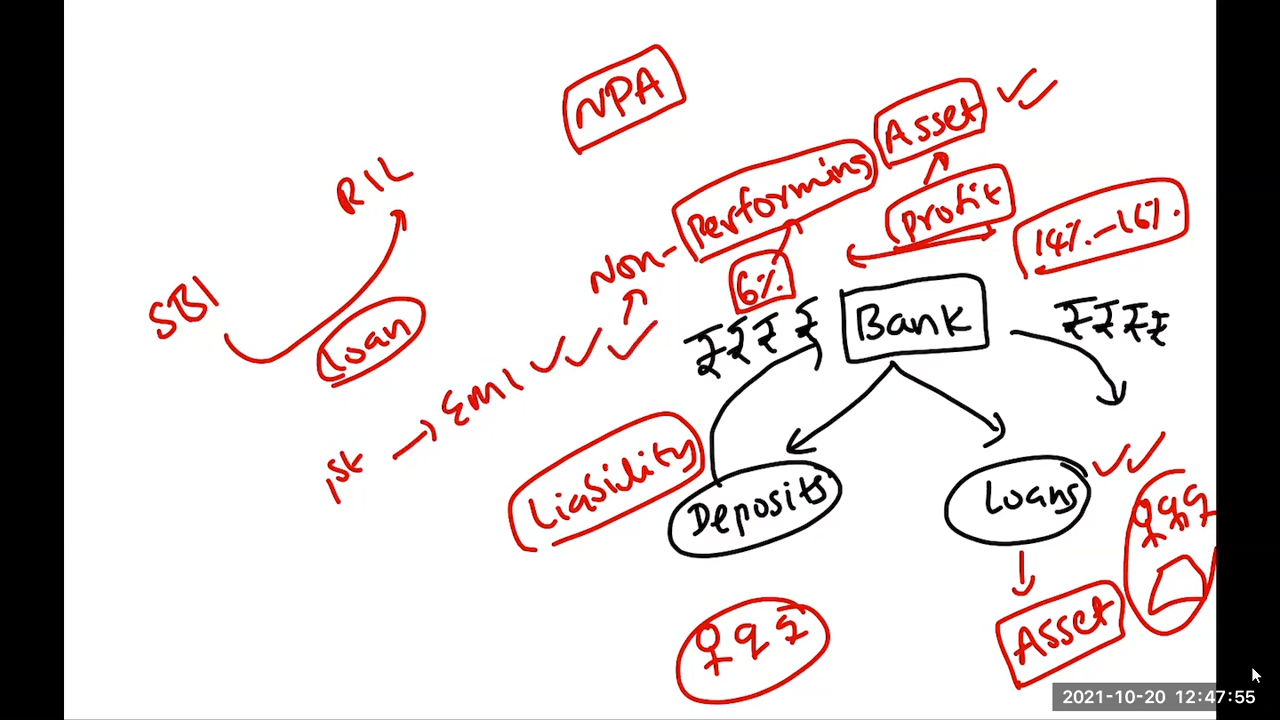 NPA
Asset
Performing
Non-
profit
14%.-16%.
6%
RIL
SBI
Loan
₹₹₹₹
Bank
₹₹₹₹
1st → EMI
Liability
Deposits
Loans
Asset
2021-10-20 12:47:55